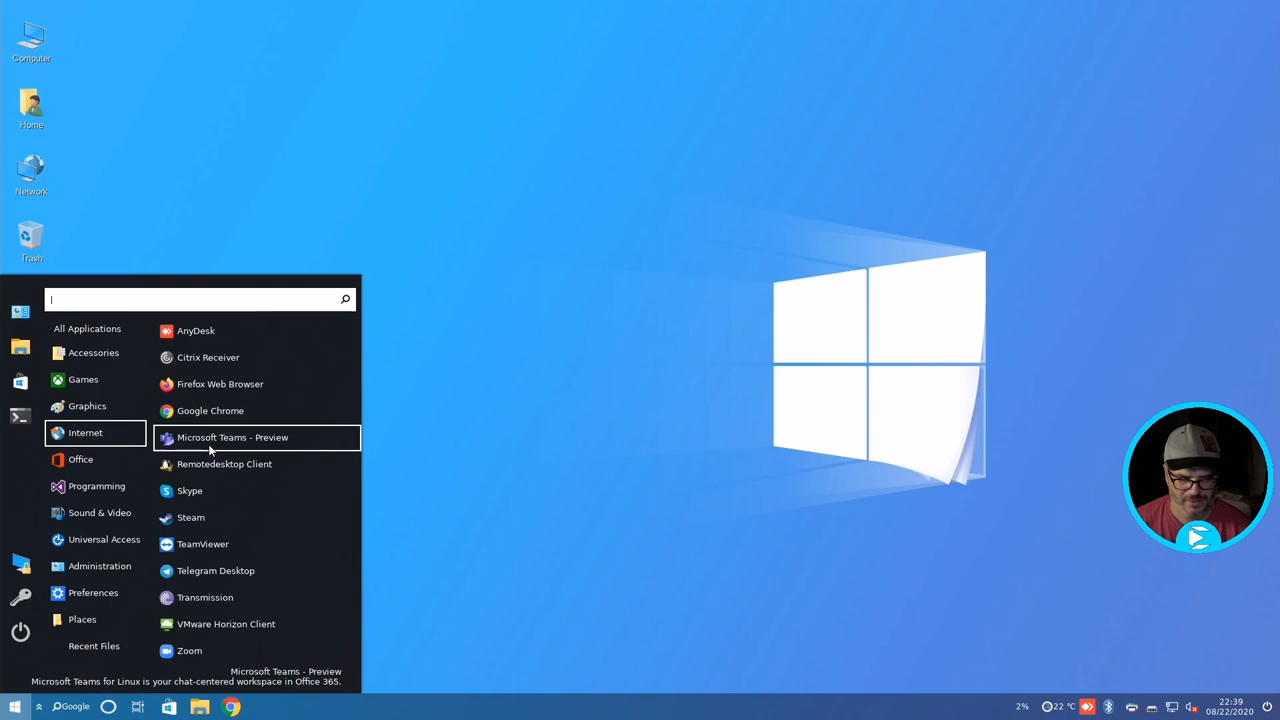 Computer
Home
Network
Trash
All Applications
Accessories
Games
Graphics
Internet
Office
Programming
Sound & Video
Universal Access
Administration
Preferences
Places
Recent Files
AnyDesk
Citrix Receiver
Firefox Web Browser
Google Chrome
Microsoft Teams - Preview
Remotedesktop Client
Skype
Steam
TeamViewer
Telegram Desktop
Transmission
VMware Horizon Client
Zoom
Microsoft Teams - Preview
Microsoft Teams for Linux is your chat-centered workspace in Office 365.
Google
2%
22 ℃
22:39
08/22/2020